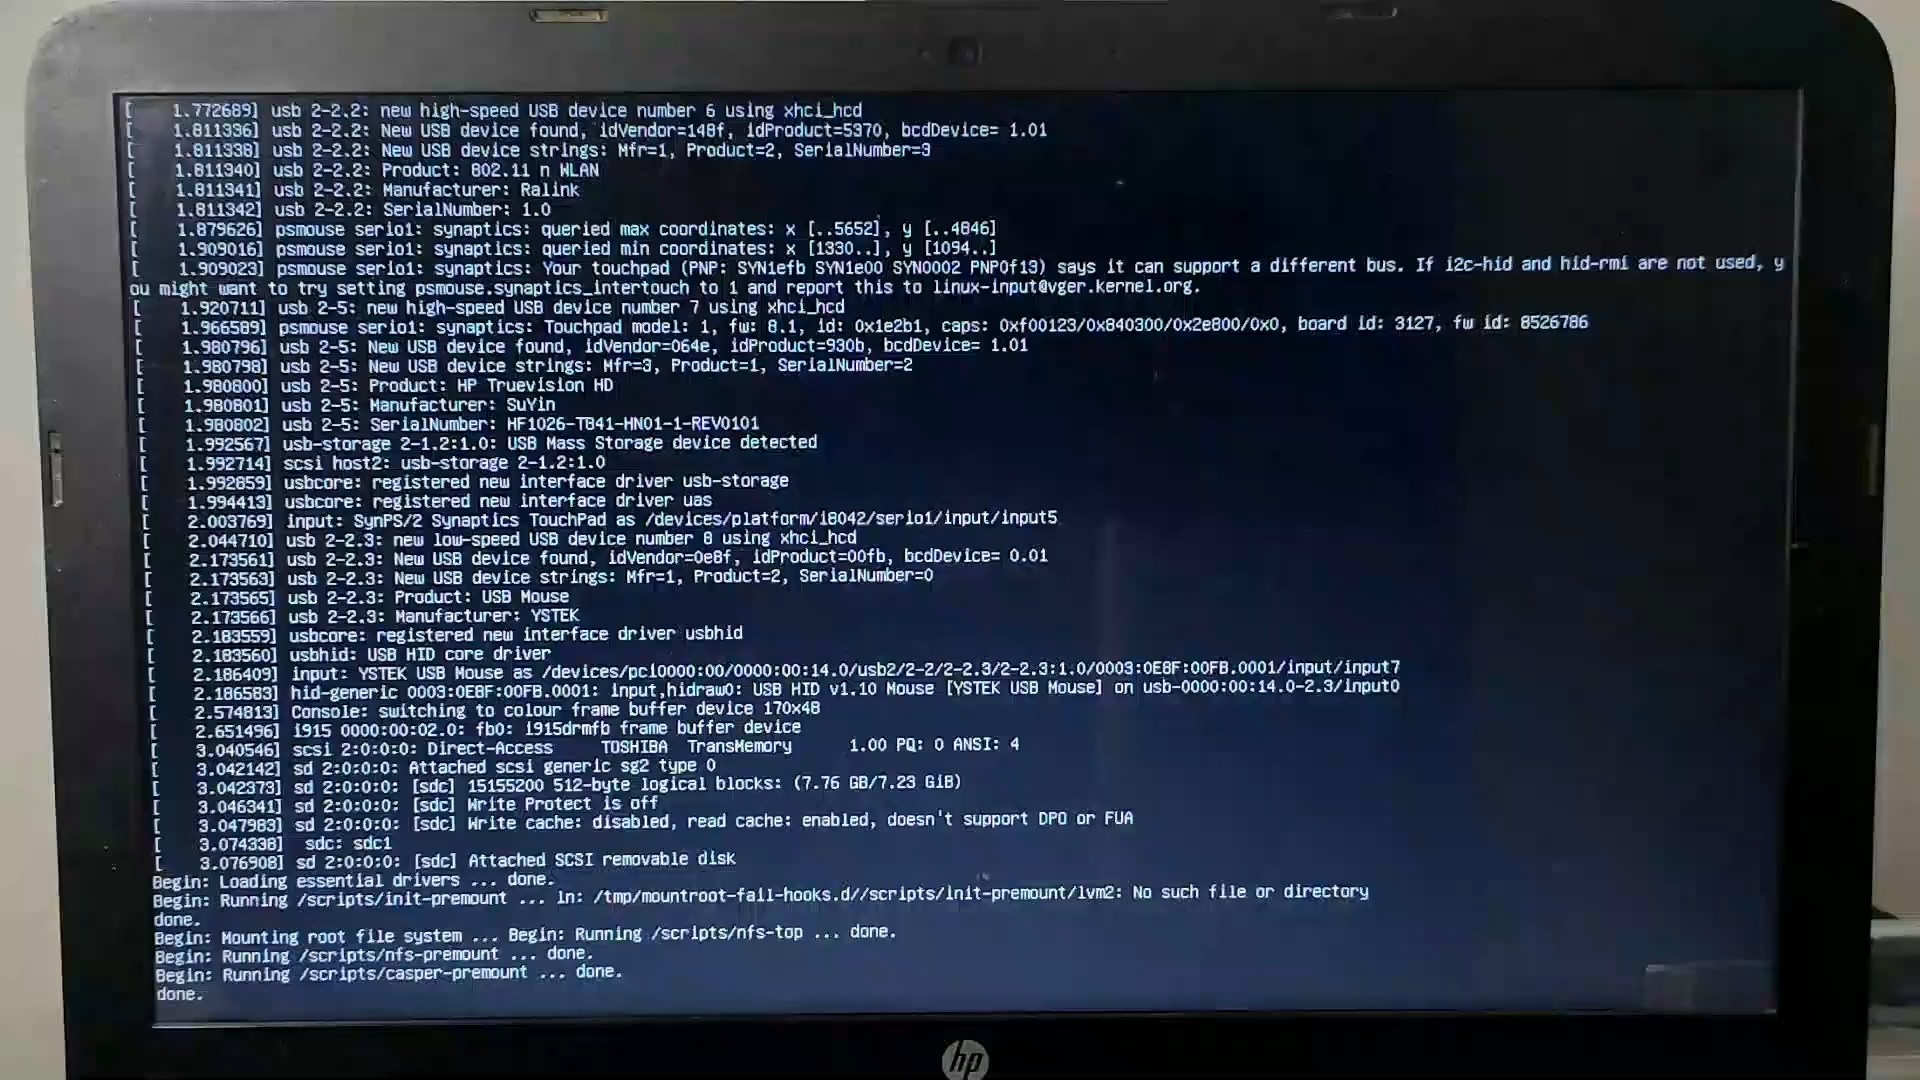 [    1.772689] usb 2-2.2: new high-speed USB device number 6 using xhci_hcd
[    1.811336] usb 2-2.2: New USB device found, idVendor=148f, idProduct=5370, bcdDevice= 1.01
[    1.811338] usb 2-2.2: New USB device strings: Mfr=1, Product=2, SerialNumber=3
[    1.811340] usb 2-2.2: Product: 802.11 n WLAN
[    1.811341] usb 2-2.2: Manufacturer: Ralink
[    1.811342] usb 2-2.2: SerialNumber: 1.0
[    1.879626] psmouse serio1: synaptics: queried max coordinates: x [..5652], y [..4846]
[    1.909016] psmouse serio1: synaptics: queried min coordinates: x [1330..], y [1094..]
[    1.909023] psmouse serio1: synaptics: Your touchpad (PNP: SYN1efb SYN1e00 SYN0002 PNP0f13) says it can support a different bus. If i2c-hid and hid-rmi are not used, y
ou might want to try setting psmouse.synaptics_intertouch to 1 and report this to linux-input@vger.kernel.org.
[    1.920711] usb 2-5: new high-speed USB device number 7 using xhci_hcd
[    1.966589] psmouse serio1: synaptics: Touchpad model: 1, fw: 8.1, id: 0x1e2b1, caps: 0xf00123/0x840300/0x2e800/0x0, board id: 3127, fw id: 8526786
[    1.980796] usb 2-5: New USB device found, idVendor=064e, idProduct=930b, bcdDevice= 1.01
[    1.980798] usb 2-5: New USB device strings: Mfr=3, Product=1, SerialNumber=2
[    1.980800] usb 2-5: Product: HP Truevision HD
[    1.980801] usb 2-5: Manufacturer: SuYin
[    1.980802] usb 2-5: SerialNumber: HF1026-T841-HN01-1-REV0101
[    1.992567] usb-storage 2-1.2:1.0: USB Mass Storage device detected
[    1.992714] scsi host2: usb-storage 2-1.2:1.0
[    1.992859] usbcore: registered new interface driver usb-storage
[    1.994413] usbcore: registered new interface driver uas
[    2.003769] input: SynPS/2 Synaptics TouchPad as /devices/platform/i8042/serio1/input/input5
[    2.044710] usb 2-2.3: new low-speed USB device number 8 using xhci_hcd
[    2.173561] usb 2-2.3: New USB device found, idVendor=0e8f, idProduct=00fb, bcdDevice= 0.01
[    2.173563] usb 2-2.3: New USB device strings: Mfr=1, Product=2, SerialNumber=0
[    2.173565] usb 2-2.3: Product: USB Mouse
[    2.173566] usb 2-2.3: Manufacturer: YSTEK
[    2.183559] usbcore: registered new interface driver usbhid
[    2.183560] usbhid: USB HID core driver
[    2.186409] input: YSTEK USB Mouse as /devices/pci0000:00/0000:00:14.0/usb2/2-2/2-2.3/2-2.3:1.0/0003:0E8F:00FB.0001/input/input7
[    2.186583] hid-generic 0003:0E8F:00FB.0001: input,hidraw0: USB HID v1.10 Mouse [YSTEK USB Mouse] on usb-0000:00:14.0-2.3/input0
[    2.574813] Console: switching to colour frame buffer device 170x48
[    2.651496] i915 0000:00:02.0: fb0: i915drmfb frame buffer device
[    3.040546] scsi 2:0:0:0: Direct-Access     TOSHIBA  TransMemory      1.00 PQ: 0 ANSI: 4
[    3.042142] sd 2:0:0:0: Attached scsi generic sg2 type 0
[    3.042373] sd 2:0:0:0: [sdc] 15155200 512-byte logical blocks: (7.76 GB/7.23 GiB)
[    3.046341] sd 2:0:0:0: [sdc] Write Protect is off
[    3.047983] sd 2:0:0:0: [sdc] Write cache: disabled, read cache: enabled, doesn't support DPO or FUA
[    3.074338]  sdc: sdc1
[    3.076908] sd 2:0:0:0: [sdc] Attached SCSI removable disk
Begin: Loading essential drivers ... done.
Begin: Running /scripts/init-premount ... ln: /tmp/mountroot-fail-hooks.d//scripts/init-premount/lvm2: No such file or directory
done.
Begin: Mounting root file system ... Begin: Running /scripts/nfs-top ... done.
Begin: Running /scripts/nfs-premount ... done.
Begin: Running /scripts/casper-premount ... done.
done.
hp